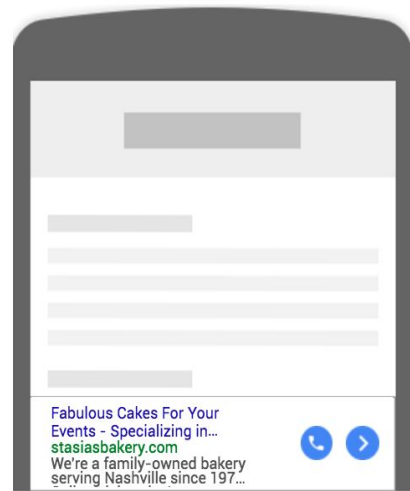 Fabulous Cakes For Your
Events - Specializing in...
stasiasbakery.com
We're a family-owned bakery
serving Nashville since 197...